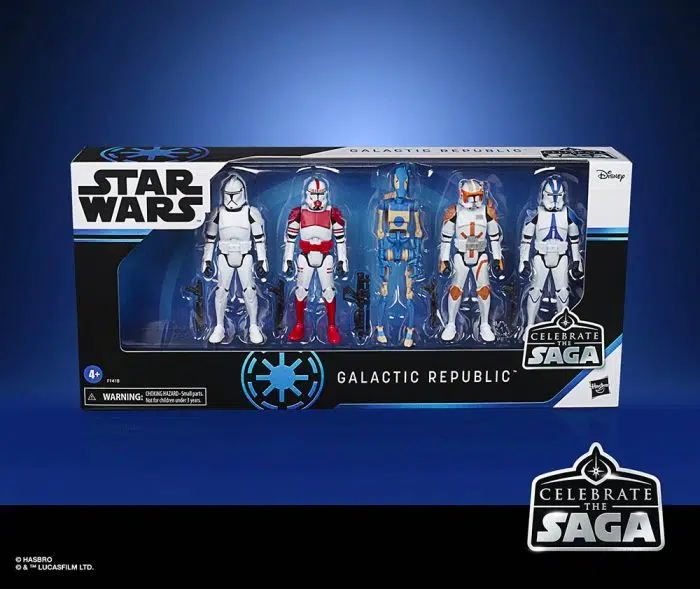 GALACTIC REPUBLIC
STAR
WARS
Disney
CELEBRATE
THE
SAGA
4+
F1418
GALACTIC REPUBLIC™
WARNING: CHOKING HAZARD—Small parts.
Not for children under 3 years.
Hasbro
CELEBRATE
THE
SAGA
© HASBRO
© & ™ LUCASFILM LTD.